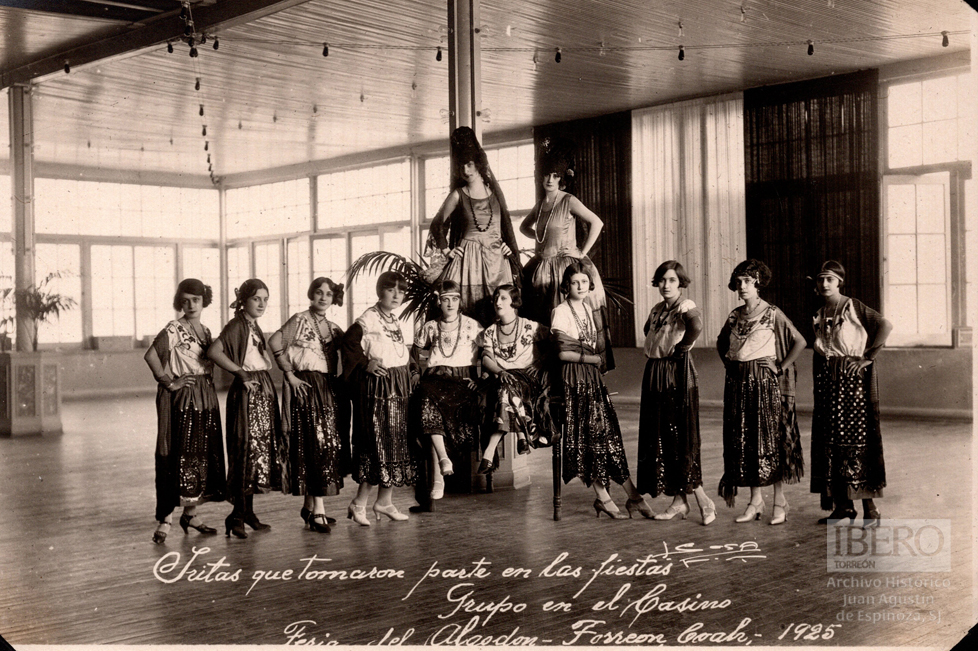 Sritas que tomaron parte en las fiestas
Grupo en el Casino
Feria del Algodon - Torreon, Coah, - 1925
IBERO
TORREÓN
Archivo Histórico
Juan Agustín
de Espinoza, SJ